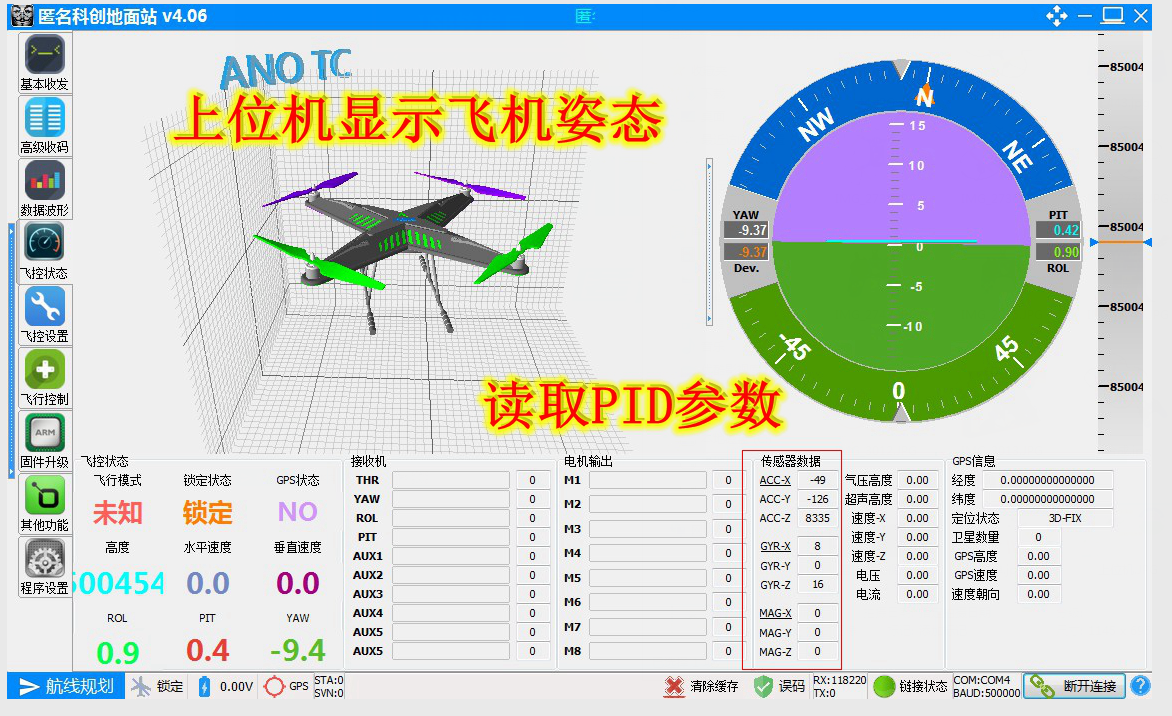 匿名科创地面站 v4.06
匿
ANO TC
上位机显示飞机姿态
读取PID参数
基本收发
高级收码
数据波形
飞控状态
飞控设置
飞行控制
ARM
固件升级
其他功能
程序设置
NW
N
NE
15
10
5
0
-5
-10
YAW
-9.37
-9.37
Dev.
PIT
0.42
0.90
ROL
-45
0
45
85004
85004
85004
85004
85004
飞控状态
飞行模式 锁定状态 GPS状态
未知 锁定 NO
高度 水平速度 垂直速度
500454 0.0 0.0
ROL PIT YAW
0.9 0.4 -9.4
接收机
THR 0
YAW 0
ROL 0
PIT 0
AUX1 0
AUX2 0
AUX3 0
AUX4 0
AUX5 0
AUX5 0
电机输出
M1 0
M2 0
M3 0
M4 0
M5 0
M6 0
M7 0
M8 0
传感器数据
ACC-X -49
ACC-Y -126
ACC-Z 8335
GYR-X 8
GYR-Y 0
GYR-Z 16
MAG-X 0
MAG-Y 0
MAG-Z 0
气压高度 0.00
超声高度 0.00
速度-X 0.00
速度-Y 0.00
速度-Z 0.00
电压 0.00
电流 0.00
GPS信息
经度 0.00000000000000
纬度 0.00000000000000
定位状态 3D-FIX
卫星数量 0
GPS高度 0.00
GPS速度 0.00
速度朝向 0.00
航线规划 锁定 0.00V GPS STA:0
SVN:0
清除缓存 误码 RX:118220
TX:0
链接状态 COM:COM4
BAUD:500000
断开连接 ?